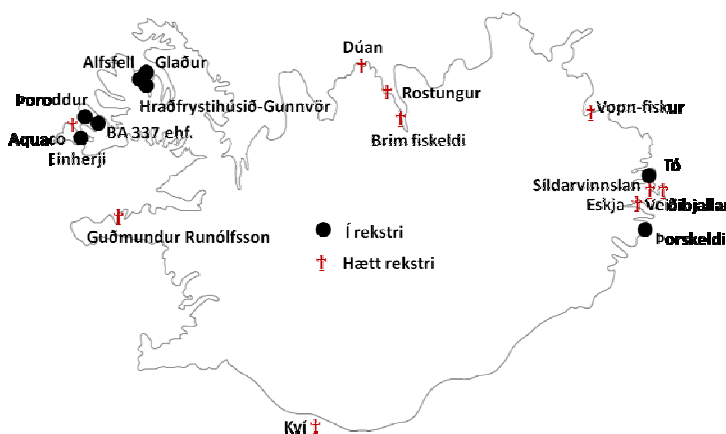 Dúan
Alfsfell Glaður
Rostungur
Hraðfrystihúsið-Gunnvör
Þoroddur
Vopn-fiskur
BA 337 ehf.
Aquaco
Brim fiskeldi
Einherji
Tó
Síldarvinnslan
Eskja
Guðmundur Runólfsson
Í rekstri
Þorskeldi
Hætt rekstri
Kví